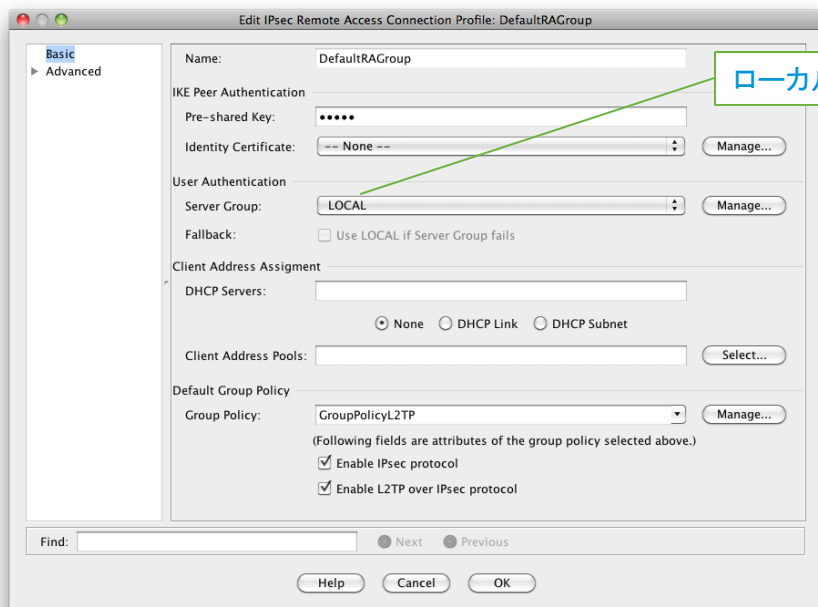 Edit IPsec Remote Access Connection Profile: DefaultRAGroup
Basic
Advanced
Name: DefaultRAGroup
ローカル
IKE Peer Authentication
Pre-shared Key: •••••
Identity Certificate: -- None -- Manage...
User Authentication
Server Group: LOCAL Manage...
Fallback: Use LOCAL if Server Group fails
Client Address Assigment
DHCP Servers:
None DHCP Link DHCP Subnet
Client Address Pools: Select...
Default Group Policy
Group Policy: GroupPolicyL2TP Manage...
(Following fields are attributes of the group policy selected above.)
Enable IPsec protocol
Enable L2TP over IPsec protocol
Find: Next Previous
Help Cancel OK